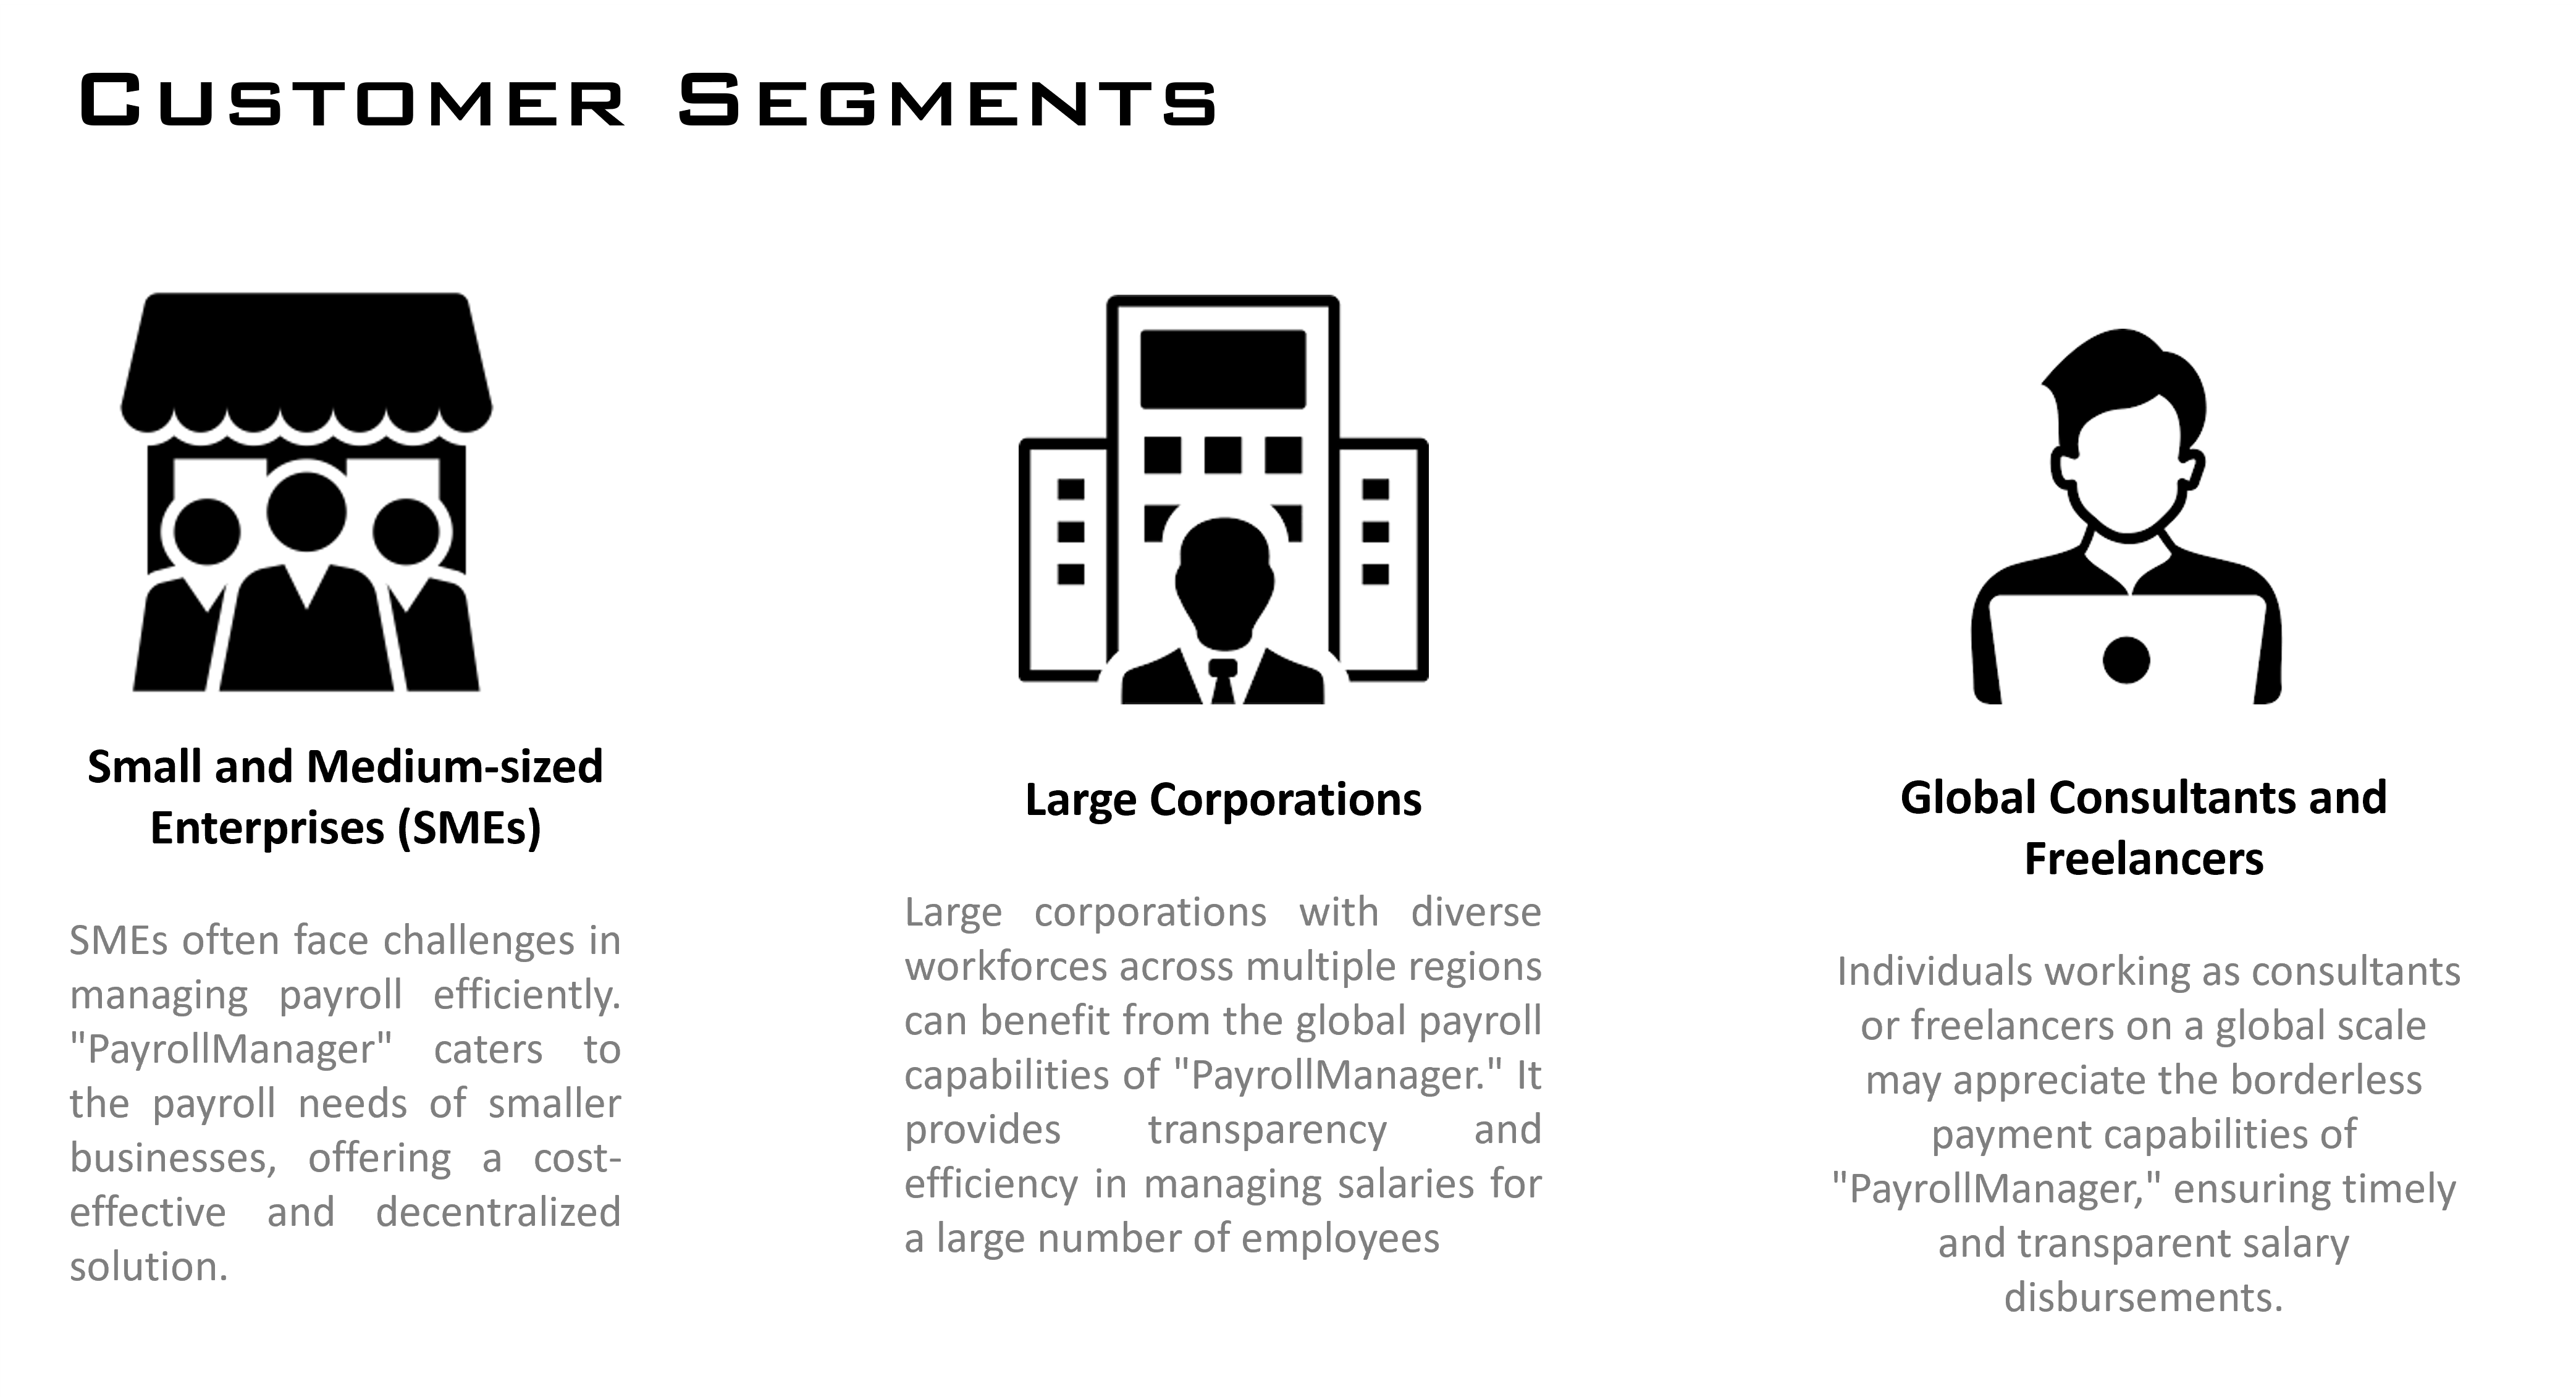 Customer Segments
Small and Medium-sized
Enterprises (SMEs)
SMEs often face challenges in
managing payroll efficiently.
"PayrollManager" caters to
the payroll needs of smaller
businesses, offering a cost-
effective and decentralized
solution.
Large Corporations
Large corporations with diverse
workforces across multiple regions
can benefit from the global payroll
capabilities of "PayrollManager." It
provides transparency and
efficiency in managing salaries for
a large number of employees
Global Consultants and
Freelancers
Individuals working as consultants
or freelancers on a global scale
may appreciate the borderless
payment capabilities of
"PayrollManager," ensuring timely
and transparent salary
disbursements.